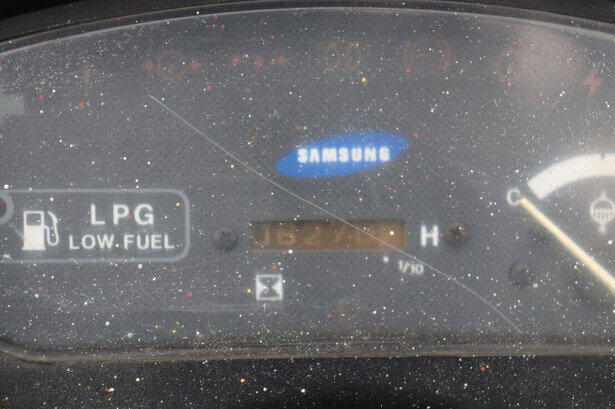 SAMSUNG
LPG
LOW FUEL
H
1/10
C